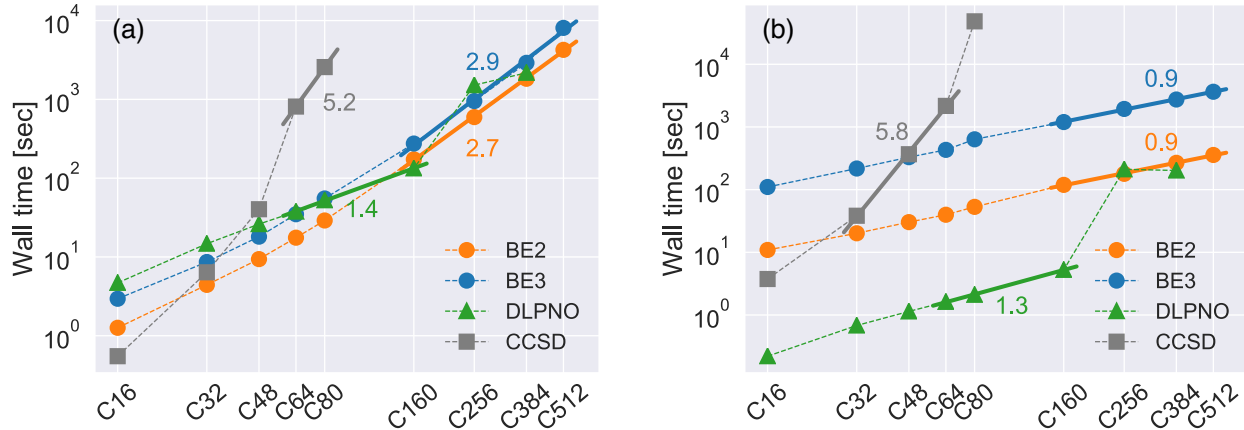 (a)
Wall time [sec]
10^4
10^3
10^2
10^1
10^0
5.2
2.9
2.7
1.4
BE2
BE3
DLPNO
CCSD
C16
C32
C48
C64
C80
C160
C256
C384
C512
(b)
Wall time [sec]
10^4
10^3
10^2
10^1
10^0
5.8
0.9
0.9
1.3
BE2
BE3
DLPNO
CCSD
C16
C32
C48
C64
C80
C160
C256
C384
C512